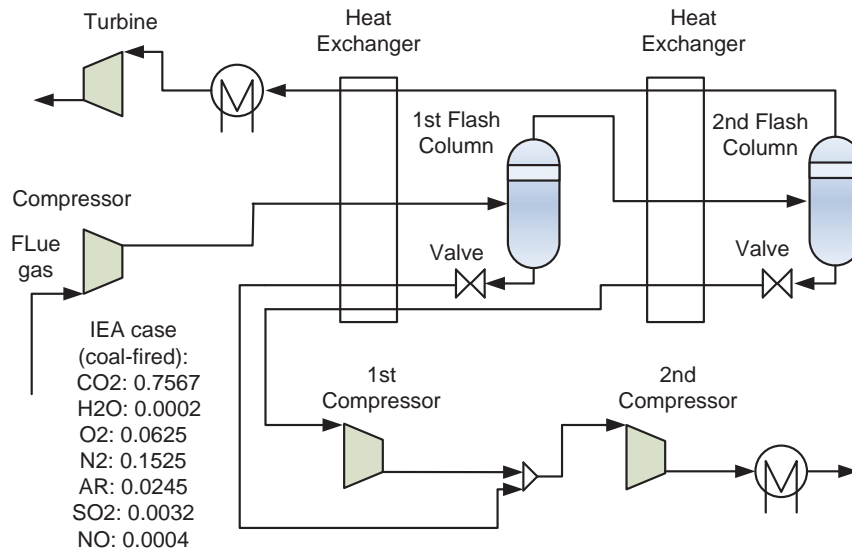 Turbine
Heat
Exchanger
Heat
Exchanger
1st Flash
Column
2nd Flash
Column
Compressor
FLue
gas
Valve
Valve
IEA case
(coal-fired):
CO2: 0.7567
H2O: 0.0002
O2: 0.0625
N2: 0.1525
AR: 0.0245
SO2: 0.0032
NO: 0.0004
1st
Compressor
2nd
Compressor